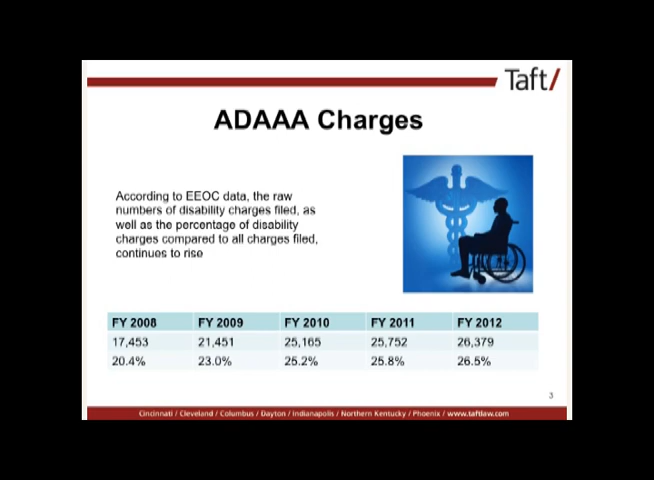 Taft/
ADAAA Charges
According to EEOC data, the raw
numbers of disability charges filed, as
well as the percentage of disability
charges compared to all charges filed,
continues to rise
FY 2008 FY 2009 FY 2010 FY 2011 FY 2012
17,453 21,451 25,165 25,752 26,379
20.4% 23.0% 25.2% 25.8% 26.5%
3
Cincinnati / Cleveland / Columbus / Dayton / Indianapolis / Northern Kentucky / Phoenix / www.taftlaw.com